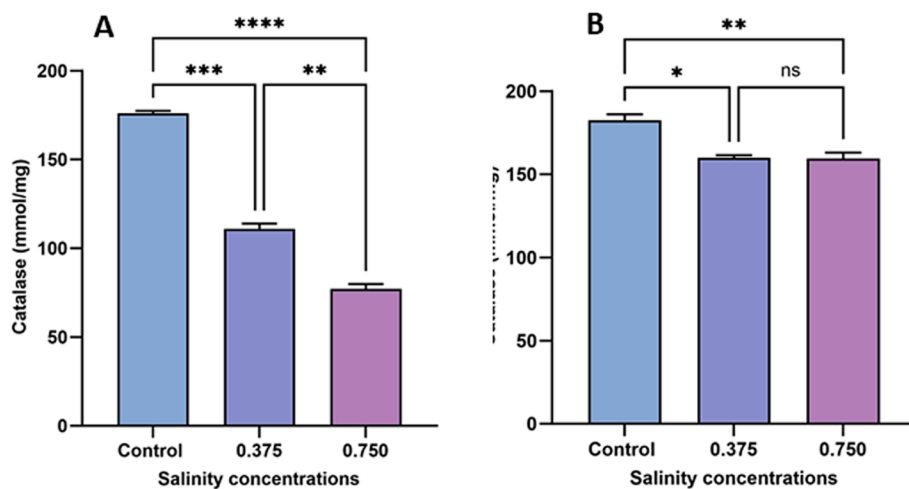 A
****
***
**
200
150
100
50
0
Catalase (mmol/mg)
Control
0.375
0.750
Salinity concentrations
B
**
*
ns
200
150
100
50
0
Control
0.375
0.750
Salinity concentrations